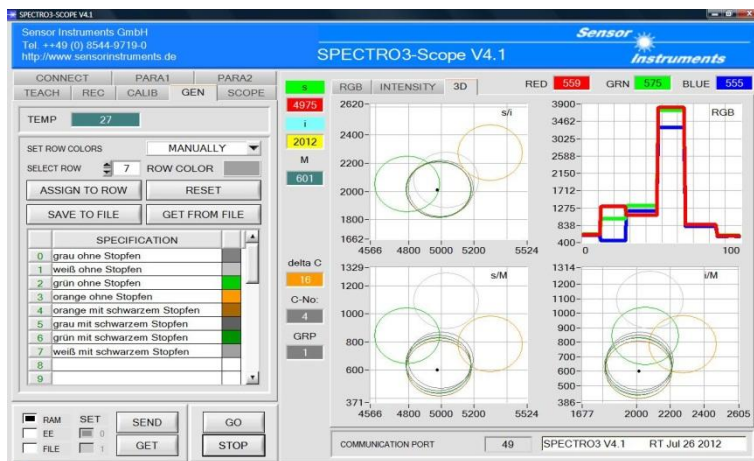 SPECTRO3-SCOPE V4.1
Sensor Instruments GmbH
Tel. ++49 (0) 8544-9719-0
http://www.sensorinstruments.de
SPECTRO3-Scope V4.1
Sensor
Instruments
CONNECT PARA1 PARA2
TEACH REC CALIB GEN SCOPE
TEMP 27
SET ROW COLORS MANUALLY
SELECT ROW 7 ROW COLOR
ASSIGN TO ROW RESET
SAVE TO FILE GET FROM FILE
SPECIFICATION
0 grau ohne Stopfen
1 weiß ohne Stopfen
2 grün ohne Stopfen
3 orange ohne Stopfen
4 orange mit schwarzem Stopfen
5 grau mit schwarzem Stopfen
6 grün mit schwarzem Stopfen
7 weiß mit schwarzem Stopfen
8
9
RAM SET SEND GO
EE 0
FILE 1 GET STOP
s
4975
i
2012
M
601
delta C
16
C-No:
4
GRP
1
RGB INTENSITY 3D RED 559 GRN 575 BLUE 555
s/i
2620
2400
2200
2000
1800
1662
4566 4800 5000 5200 5524
RGB
3900
3462
3025
2588
2150
1712
1275
838
400
0 100
s/M
1329
1200
1000
800
600
371
4566 4800 5000 5200 5524
i/M
1314
1200
1100
1000
900
800
700
600
500
386
1677 2000 2200 2400 2605
COMMUNICATION PORT 49 SPECTRO3 V4.1 RT Jul 26 2012